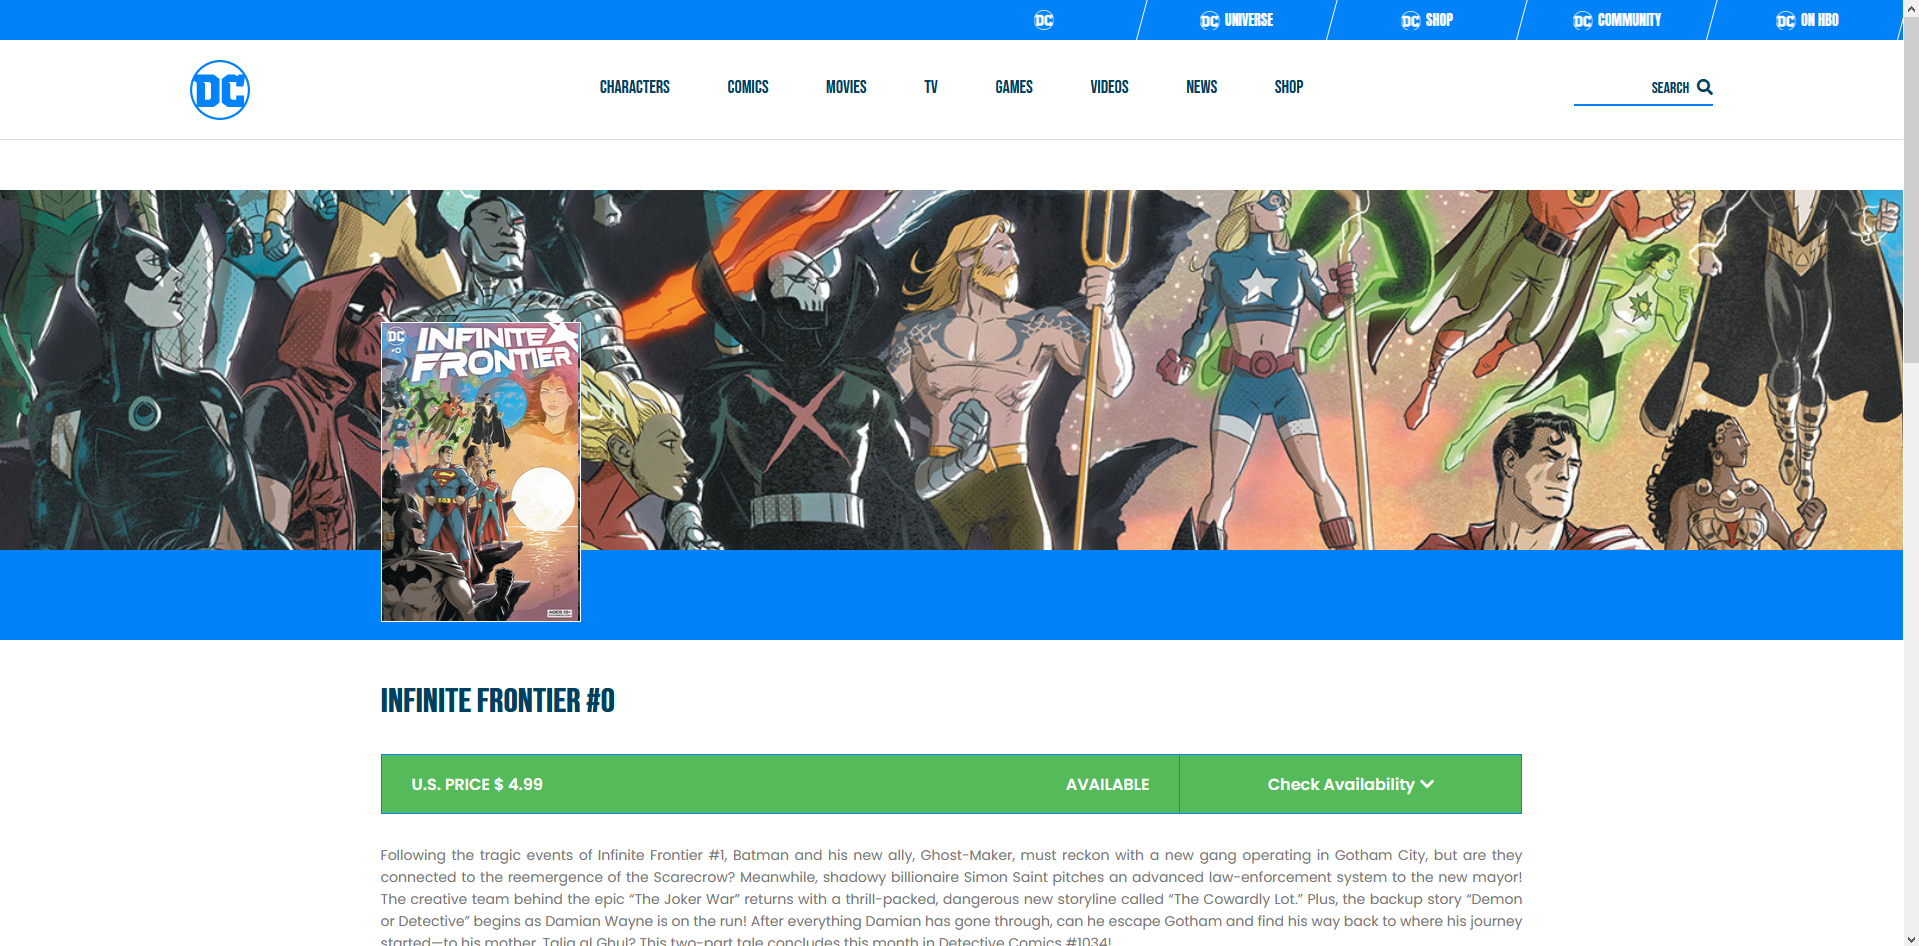 DC
DC UNIVERSE
DC SHOP
DC COMMUNITY
DC ON HBO
DC
CHARACTERS
COMICS
MOVIES
TV
GAMES
VIDEOS
NEWS
SHOP
SEARCH
DC
#0
INFINITE
FRONTIER
AGES 13+
INFINITE FRONTIER #0
U.S. PRICE $ 4.99
AVAILABLE
Check Availability
Following the tragic events of Infinite Frontier #1, Batman and his new ally, Ghost-Maker, must reckon with a new gang operating in Gotham City, but are they
connected to the reemergence of the Scarecrow? Meanwhile, shadowy billionaire Simon Saint pitches an advanced law-enforcement system to the new mayor!
The creative team behind the epic “The Joker War” returns with a thrill-packed, dangerous new storyline called “The Cowardly Lot.” Plus, the backup story “Demon
or Detective” begins as Damian Wayne is on the run! After everything Damian has gone through, can he escape Gotham and find his way back to where his journey
started—to his mother, Talia al Ghul? This two-part tale concludes this month in Detective Comics #1034!